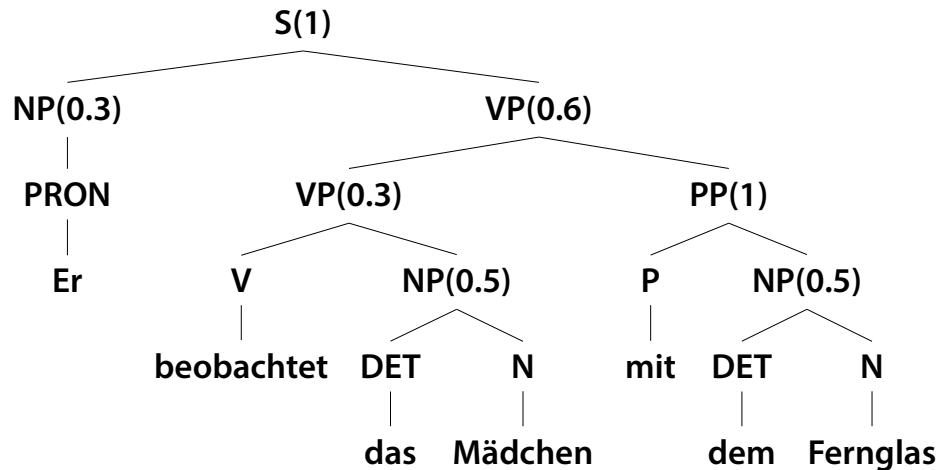 S(1)
NP(0.3) VP(0.6)
PRON VP(0.3) PP(1)
Er V NP(0.5) P NP(0.5)
beobachtet DET N mit DET N
das Mädchen dem Fernglas